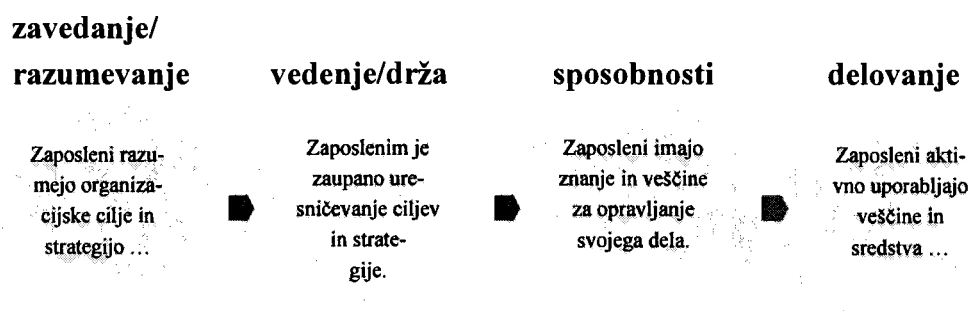 zavedanje/
razumevanje
vedenje/drža
sposobnosti
delovanje
Zaposleni razu-
mejo organiza-
cijske cilje in
strategijo ...
Zaposlenim je
zaupano ure-
sničevanje ciljev
in strate-
gije.
Zaposleni imajo
znanje in veščine
za opravljanje
svojega dela.
Zaposleni akti-
vno uporabljajo
veščine in
sredstva ...